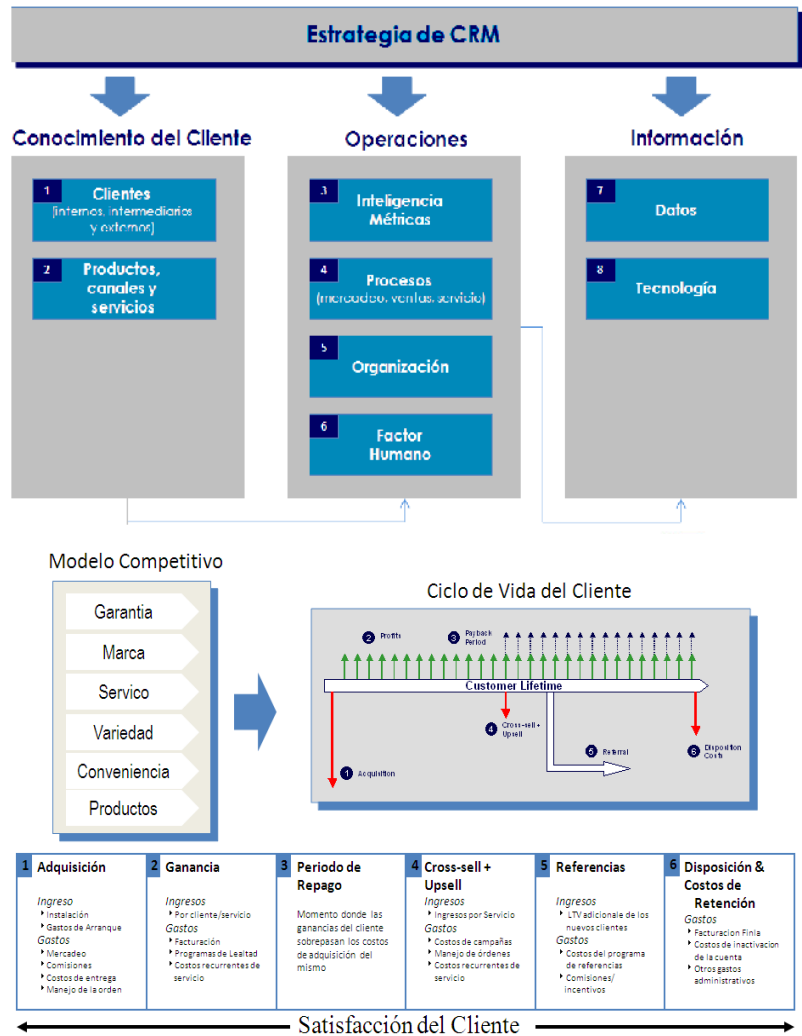 Estrategia de CRM
Conocimiento del Cliente
Operaciones
Información
1
Clientes
(internos, intermediarios
y externos)
2
Productos,
canales y
servicios
3
Inteligencia
Métricas
4
Procesos
(mercadeo, ventas, servicio)
5
Organización
6
Factor
Humano
7
Datos
8
Tecnología
Modelo Competitivo
Garantia
Marca
Servico
Variedad
Conveniencia
Productos
Ciclo de Vida del Cliente
2 Profits
3 Payback
Period
Customer Lifetime
4 Cross-sell +
Upsell
5 Referral
6 Disposition
Costs
1 Acquisition
1 Adquisición
Ingreso
Instalación
Gastos de Arranque
Gastos
Mercadeo
Comisiones
Costos de entrega
Manejo de la orden
2 Ganancia
Ingresos
Por cliente/servicio
Gastos
Facturación
Programas de Lealtad
Costos recurrentes de
servicio
3 Periodo de
Repago
Momento donde las
ganancias del cliente
sobrepasan los costos
de adquisición del
mismo
4 Cross-sell +
Upsell
Ingresos
Ingresos por Servicio
Gastos
Costos de campañas
Manejo de órdenes
Costos recurrentes de
servicio
5 Referencias
Ingresos
LTV adicionale de los
nuevos clientes
Gastos
Costos del programa
de referencias
Comisiones/
incentivos
6 Disposición &
Costos de
Retención
Gastos
Facturacion Finla
Costos de inactivacion
de la cuenta
Otros gastos
administrativos
Satisfacción del Cliente